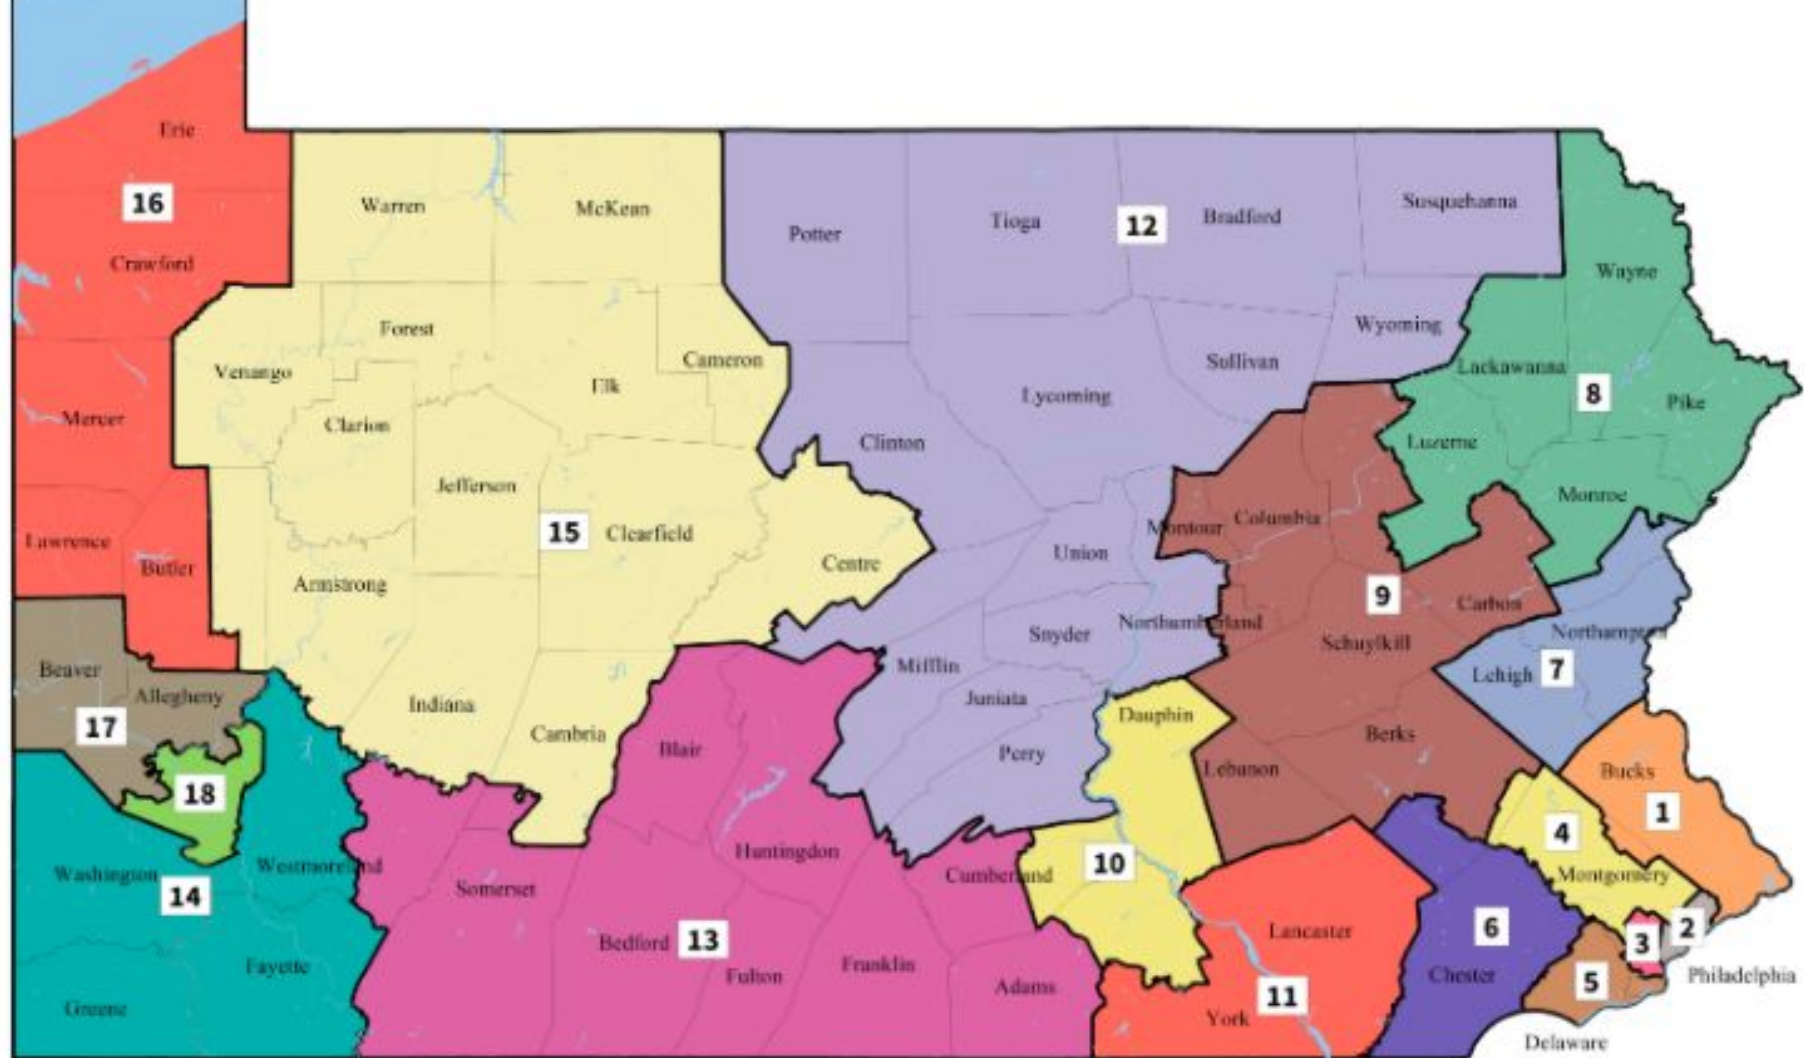 Erie
16
Warren
McKean
Susquehanna
Bradford
12
Tioga
Potter
Crawford
Wayne
Forest
Wyoming
Cameron
Sullivan
Lackawanna
Venango
Elk
8
Lycoming
Pike
Mercer
Clarion
Clinton
Luzerne
Jefferson
Monroe
Columbia
Montour
15
Clearfield
Lawrence
Union
Centre
Butler
Armstrong
9
Carbon
Northumberland
Snyder
Northampton
Schuylkill
Mifflin
Beaver
7
Lehigh
Allegheny
Juniata
Indiana
Dauphin
17
Cambria
Berks
Blair
Perry
Lebanon
Bucks
18
1
4
Huntingdon
10
Westmoreland
Washington
Cumberland
Montgomery
Somerset
14
6
2
Lancaster
Bedford
13
3
Fayette
Franklin
Fulton
Chester
Philadelphia
5
Adams
11
Greene
York
Delaware